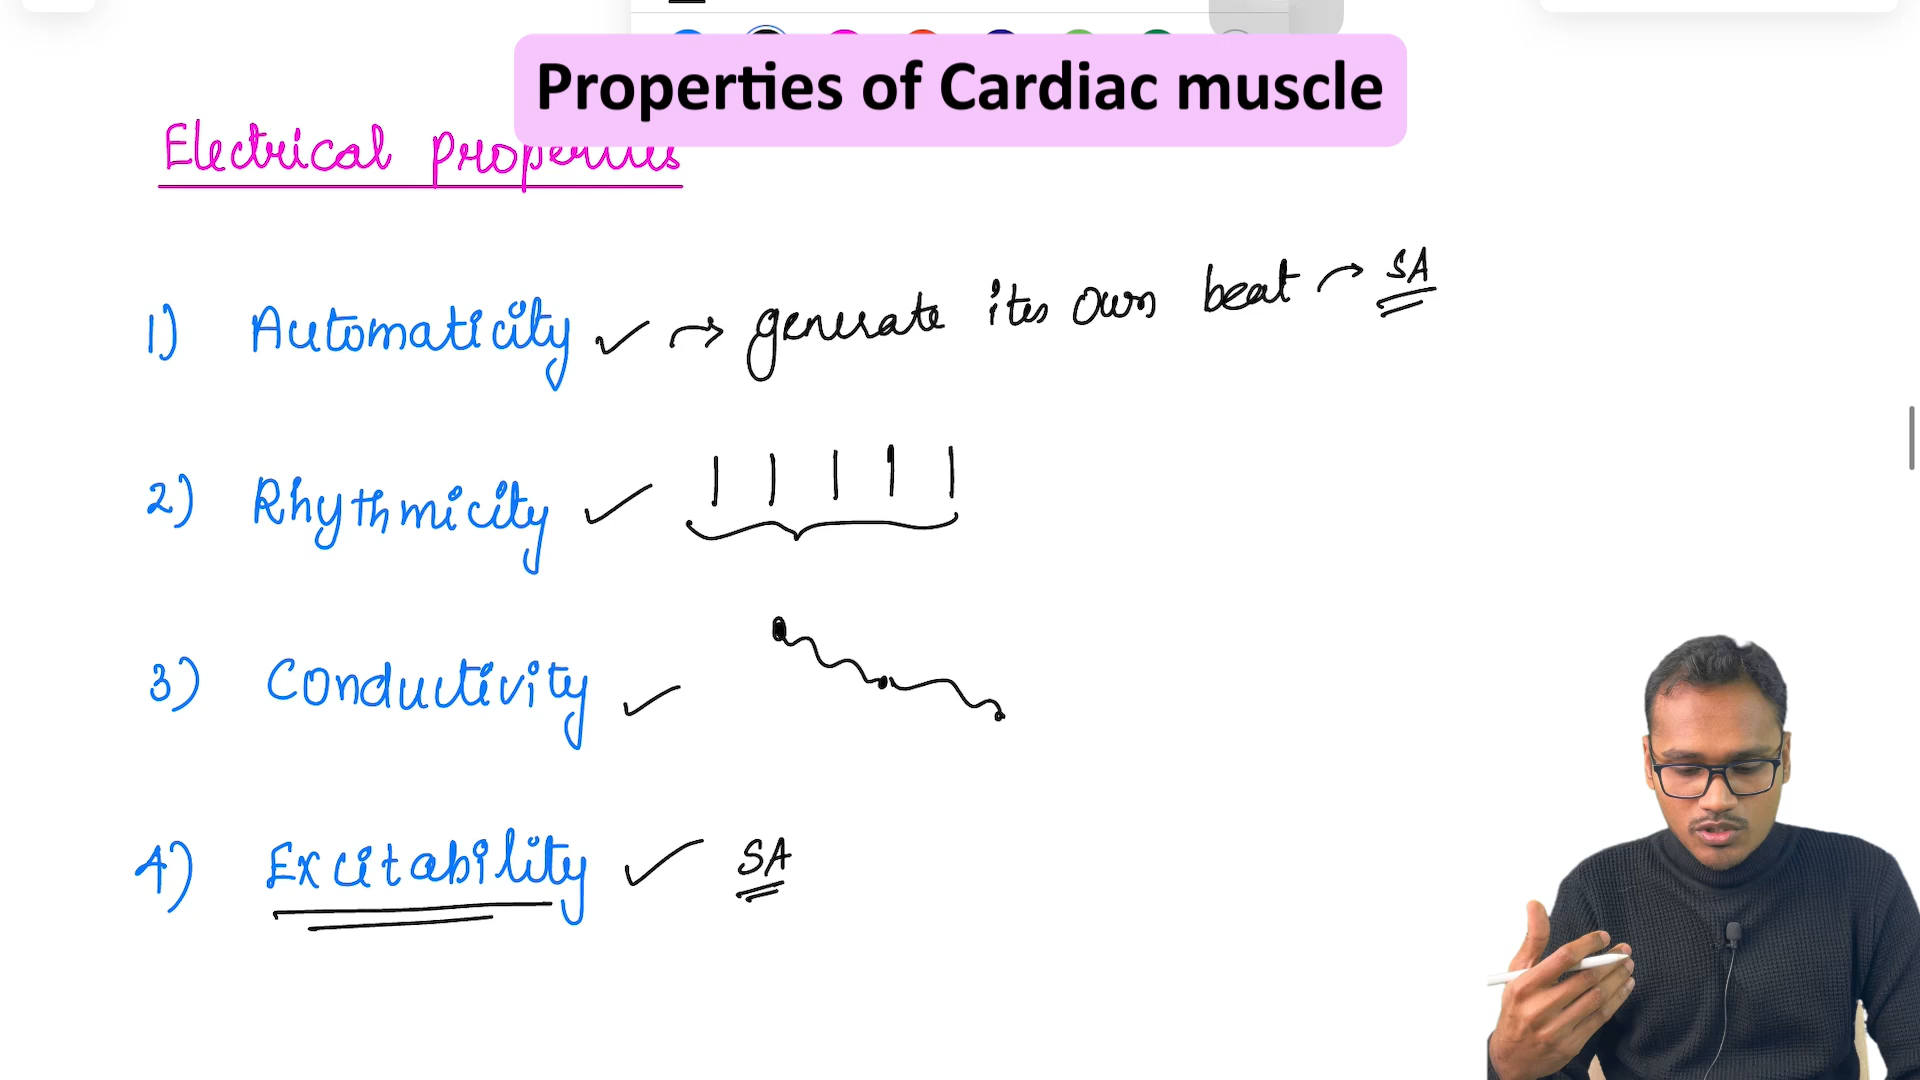 Properties of Cardiac muscle
Electrical properties
1) Automaticity ✓ → generate its own beat → SA
2) Rhythmicity ✓
3) Conductivity ✓
4) Excitability ✓ SA